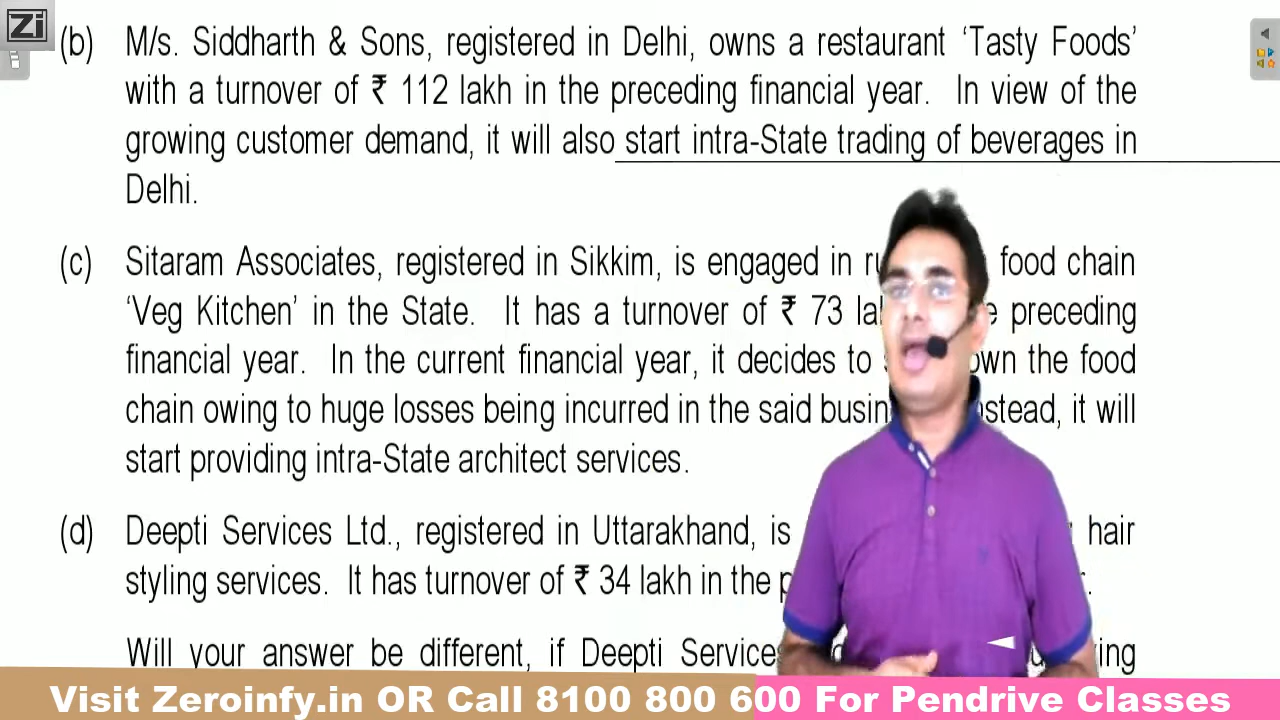 Zi
(b) M/s. Siddharth & Sons, registered in Delhi, owns a restaurant ‘Tasty Foods’
with a turnover of ₹ 112 lakh in the preceding financial year. In view of the
growing customer demand, it will also start intra-State trading of beverages in
Delhi.
(c) Sitaram Associates, registered in Sikkim, is engaged in food chain
‘Veg Kitchen’ in the State. It has a turnover of ₹ 73 preceding
financial year. In the current financial year, it decides to the food
chain owing to huge losses being incurred in the said it will
start providing intra-State architect services.
(d) Deepti Services Ltd., registered in Uttarakhand, is hair
styling services. It has turnover of ₹ 34 lakh in the
Will your answer be different, if Deepti
Visit Zeroinfy.in OR Call 8100 800 600 For Pendrive Classes